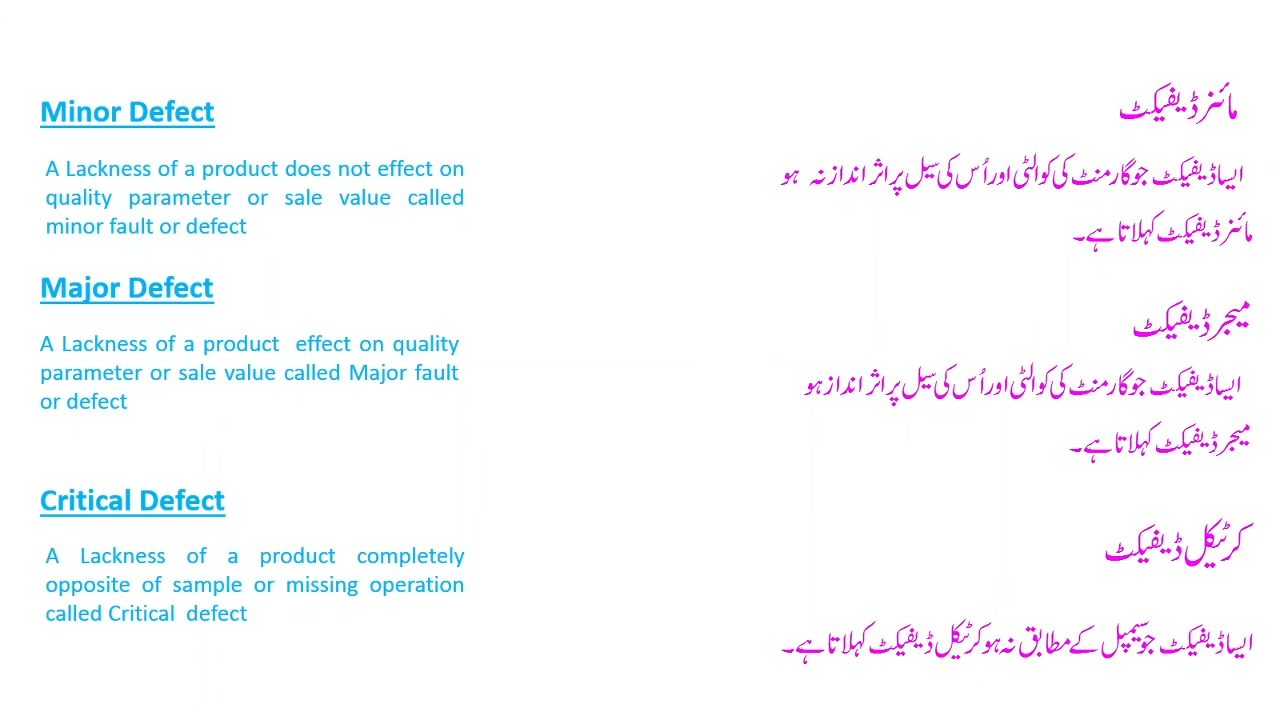 Minor Defect
A Lackness of a product does not effect on
quality parameter or sale value called
minor fault or defect
Major Defect
A Lackness of a product effect on quality
parameter or sale value called Major fault
or defect
Critical Defect
A Lackness of a product completely
opposite of sample or missing operation
called Critical defect
مائنر ڈیفیکٹ
ایسا ڈیفیکٹ جو گارمنٹ کی کوالٹی اور اُس کی سیل پر اثر انداز نہ ہو
مائنر ڈیفیکٹ کہلاتا ہے۔
میجر ڈیفیکٹ
ایسا ڈیفیکٹ جو گارمنٹ کی کوالٹی اور اُس کی سیل پر اثر انداز ہو
میجر ڈیفیکٹ کہلاتا ہے۔
کرٹیکل ڈیفیکٹ
ایسا ڈیفیکٹ جو سیمپل کے مطابق نہ ہو کرٹیکل ڈیفیکٹ کہلاتا ہے۔